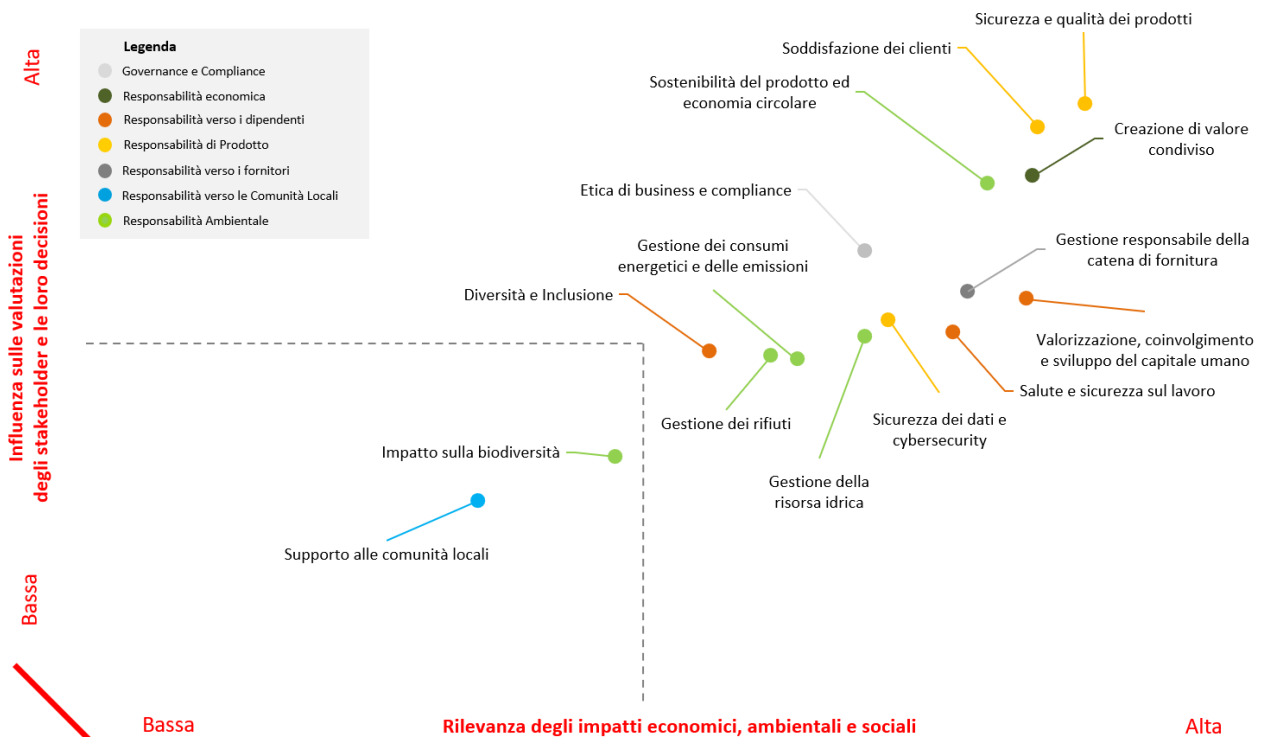 Sicurezza e qualità dei protti
Alta
Legenda
Soddisfazione dei clienti
Governance e Compliance
Responsabilità economica
Responsabilità verso i dipendenti
Responsabilità di Prodotto
Responsabilità verso i fornitori
Responsabilità verso le Comunità Locali
Responsabilità Ambientale
Sostenibilità del prodotto ed
economia circolare
Creazione di valore
condiviso
Etica di business e compliance
Influenza sulle valutazioni
degli stakeholder e le loro decisioni
Gestione dei consumi
energetici e delle emissioni
Gestione responsabile della
catena di fornitura
Diversità e Inclusione
Valorizzazione, coinvolgimento
e sviluppo del capitale umano
Salute e sicurezza sul lavoro
Gestione dei rifiuti
Sicurezza dei dati e
cybersecurity
Impatto sulla biodiversità
Gestione della
risorsa idrica
Supporto alle comunità locali
Bassa
Bassa
Rilevanza degli impatti economici, ambientali e sociali
Alta